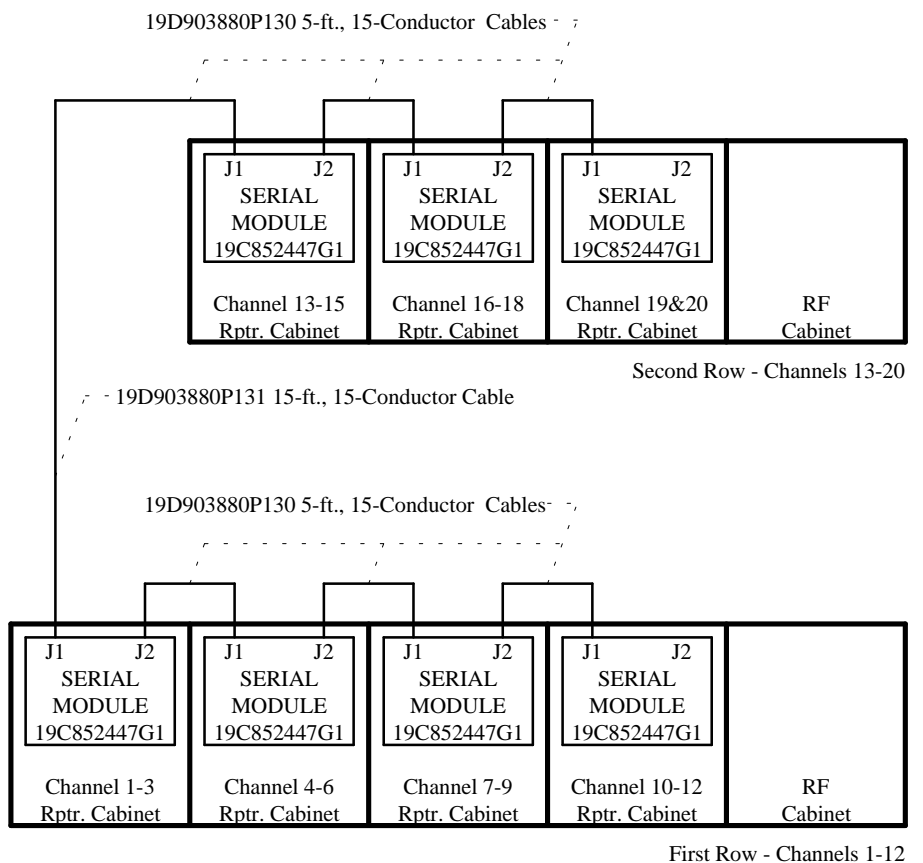 19D903880P130 5-ft., 15-Conductor Cables
J1 J2 J1 J2 J1 J2
SERIAL SERIAL SERIAL
MODULE MODULE MODULE
19C852447G1 19C852447G1 19C852447G1
Channel 13-15 Channel 16-18 Channel 19&20 RF
Rptr. Cabinet Rptr. Cabinet Rptr. Cabinet Cabinet
Second Row - Channels 13-20
19D903880P131 15-ft., 15-Conductor Cable
19D903880P130 5-ft., 15-Conductor Cables
J1 J2 J1 J2 J1 J2 J1 J2
SERIAL SERIAL SERIAL SERIAL
MODULE MODULE MODULE MODULE
19C852447G1 19C852447G1 19C852447G1 19C852447G1
Channel 1-3 Channel 4-6 Channel 7-9 Channel 10-12 RF
Rptr. Cabinet Rptr. Cabinet Rptr. Cabinet Rptr. Cabinet Cabinet
First Row - Channels 1-12